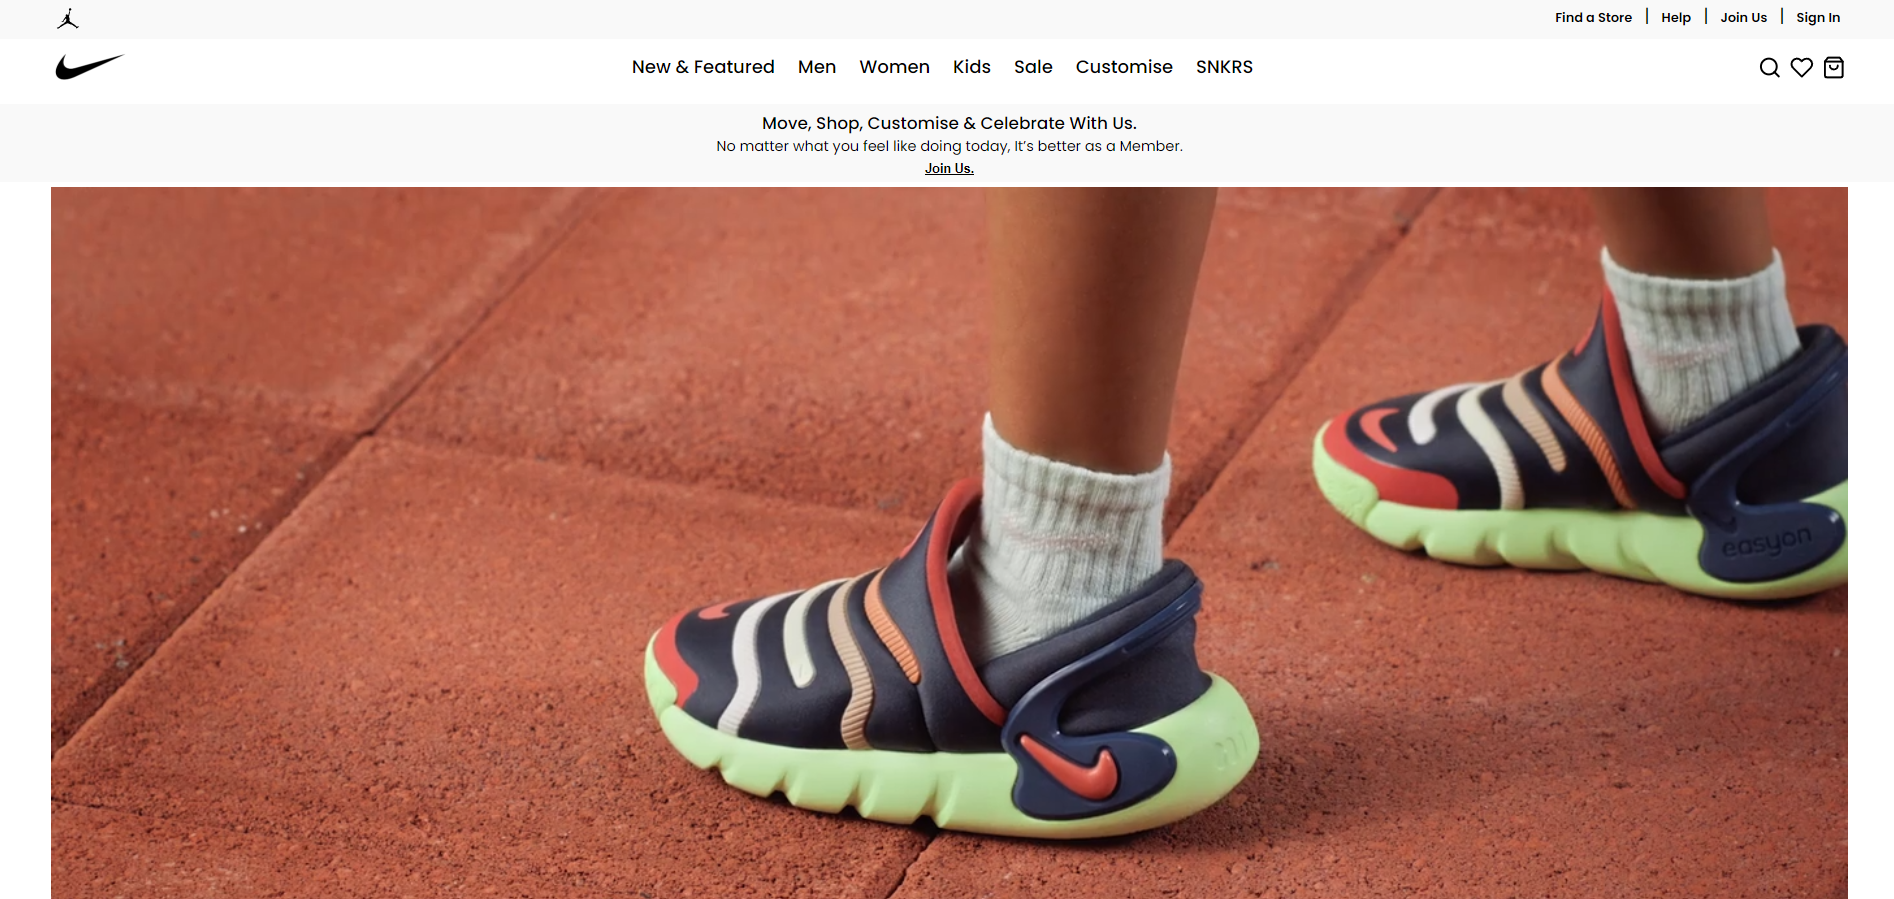 Find a Store | Help | Join Us | Sign In
New & Featured Men Women Kids Sale Customise SNKRS
Move, Shop, Customise & Celebrate With Us.
No matter what you feel like doing today, It’s better as a Member.
Join Us.
easyon